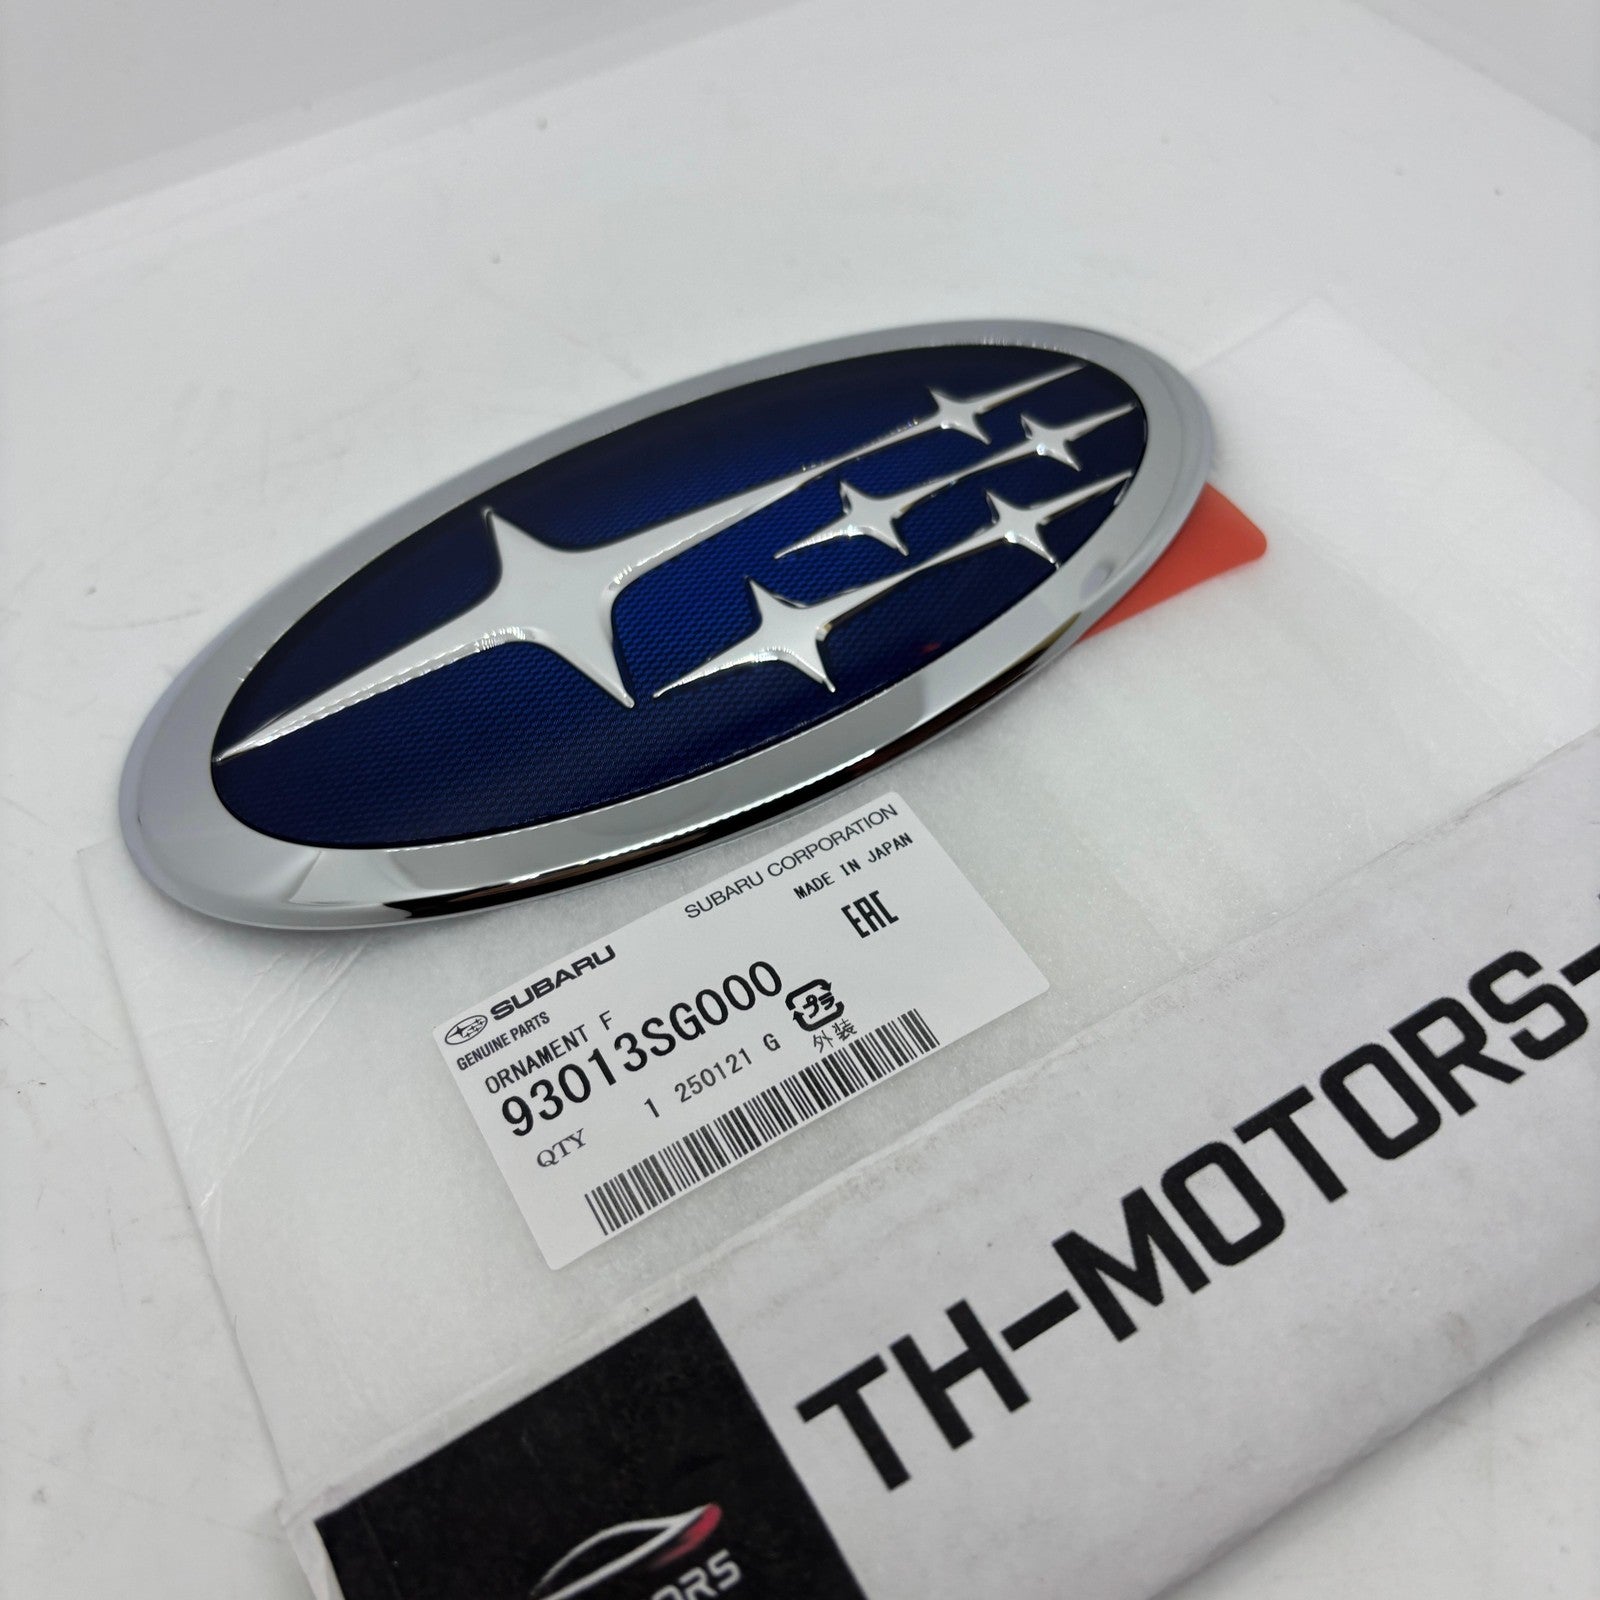 SUBARU CORPORATION
MADE IN JAPAN
EAC
SUBARU
GENUINE PARTS
ORNAMENT F
93013SG000
プラ
外装
QTY 1 250121 G
TH-MOTORS-
ORS